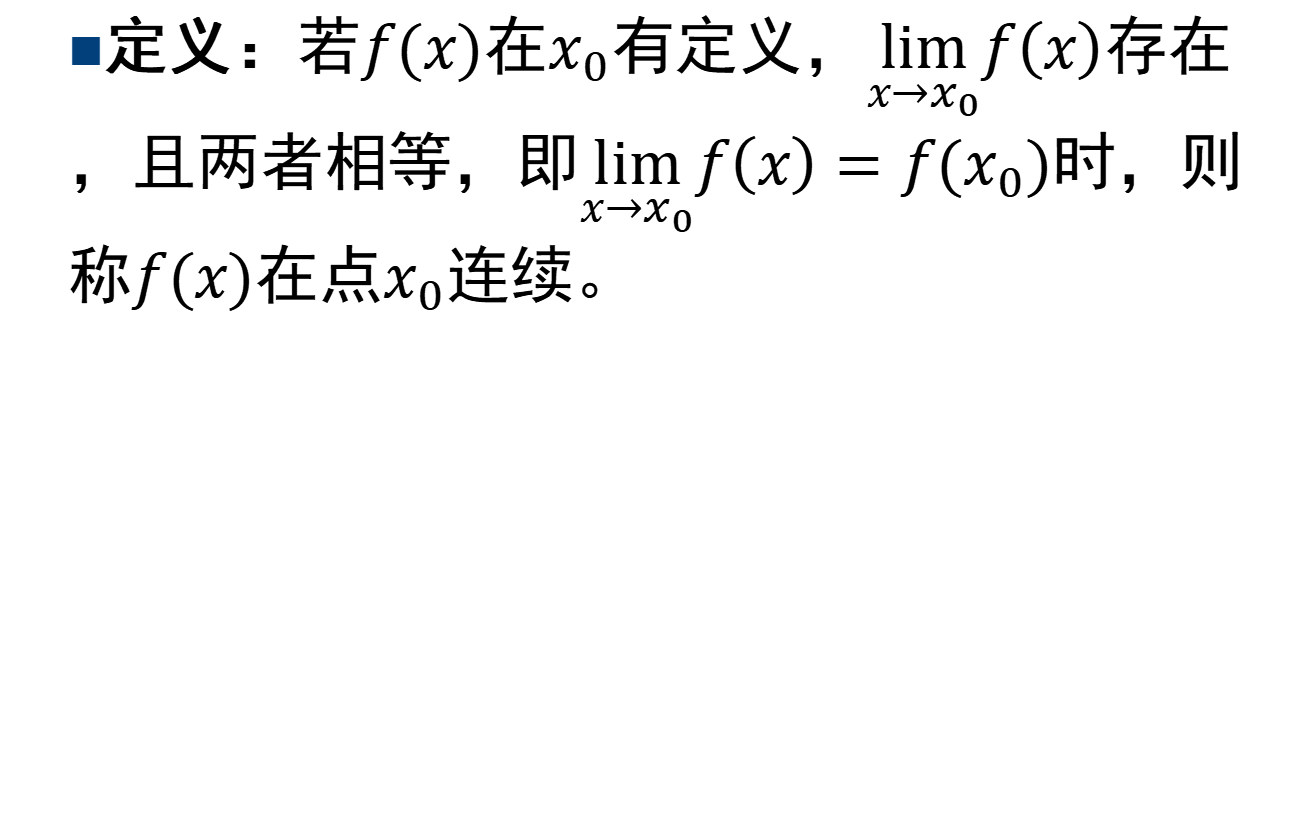 ■定义：若f(x)在x₀有定义，lim_{x→x₀} f(x)存在
，且两者相等，即lim_{x→x₀} f(x) = f(x₀)时，则
称f(x)在点x₀连续。